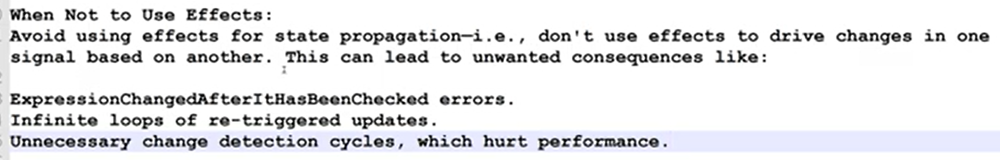 When Not to Use Effects:
Avoid using effects for state propagation—i.e., don't use effects to drive changes in one
signal based on another. This can lead to unwanted consequences like:
ExpressionChangedAfterItHasBeenChecked errors.
Infinite loops of re-triggered updates.
Unnecessary change detection cycles, which hurt performance.